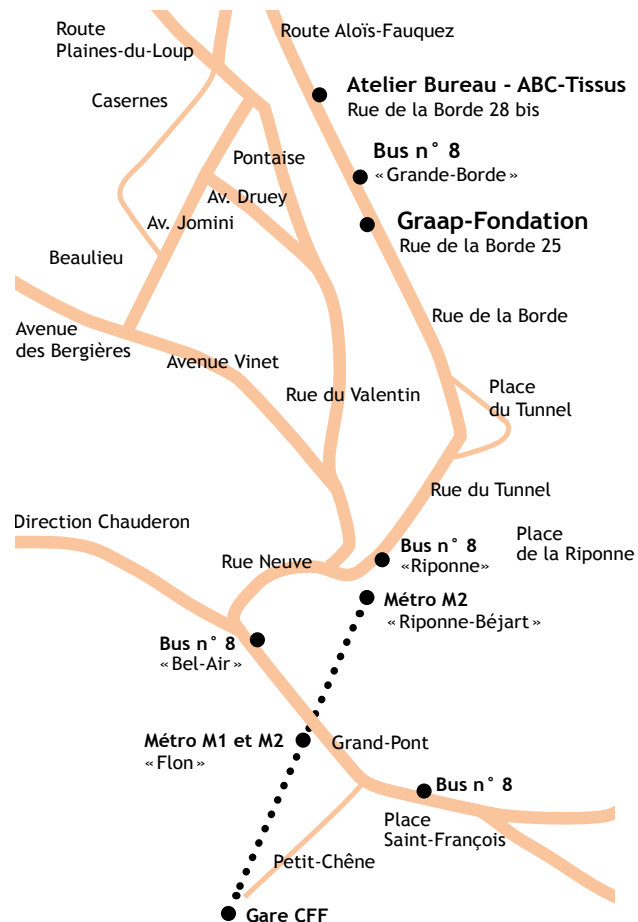 Route
Plaines-du-Loup
Route Aloïs-Fauquez
Casernes
Atelier Bureau - ABC-Tissus
Rue de la Borde 28 bis
Pontaise
Bus n° 8
«Grande-Borde»
Av. Druey
Av. Jomini
Graap-Fondation
Rue de la Borde 25
Beaulieu
Rue de la Borde
Avenue
des Bergières
Avenue Vinet
Rue du Valentin
Place
du Tunnel
Rue du Tunnel
Direction Chauderon
Place
de la Riponne
Bus n° 8
«Riponne»
Rue Neuve
Métro M2
«Riponne-Béjart»
Bus n° 8
«Bel-Air»
Métro M1 et M2
«Flon»
Grand-Pont
Bus n° 8
Place
Saint-François
Petit-Chêne
Gare CFF